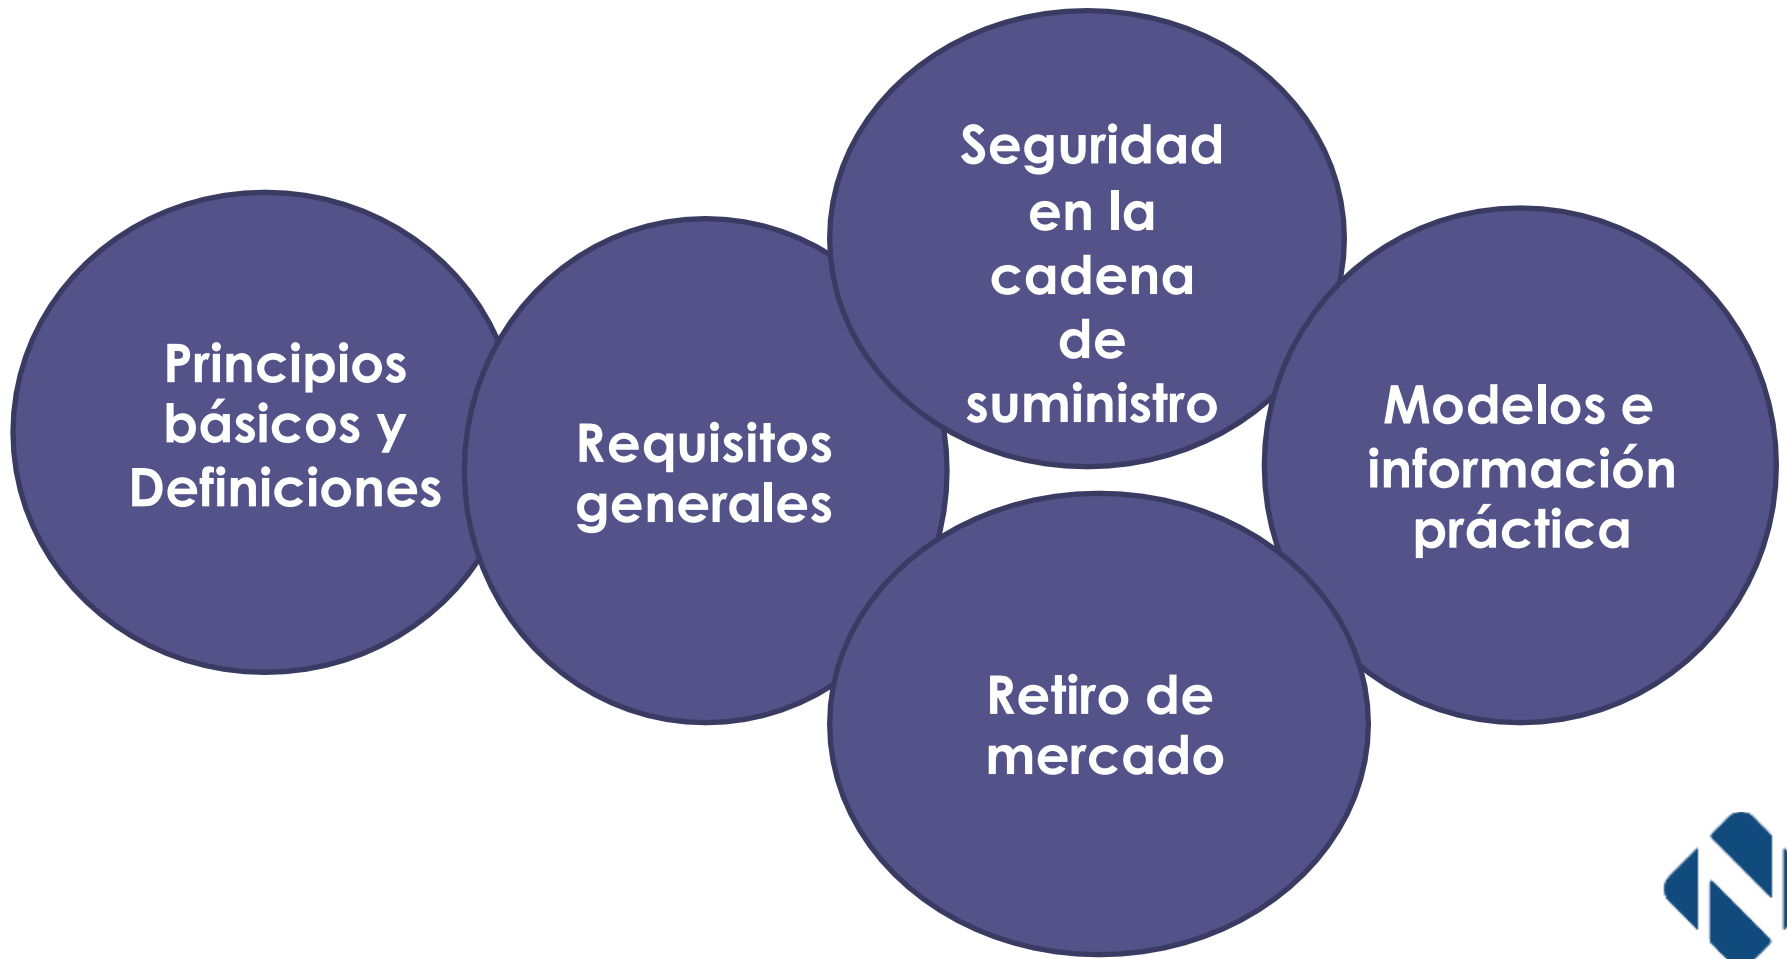 Principios
básicos y
Definiciones
Requisitos
generales
Seguridad
en la
cadena
de
suministro
Retiro de
mercado
Modelos e
información
práctica